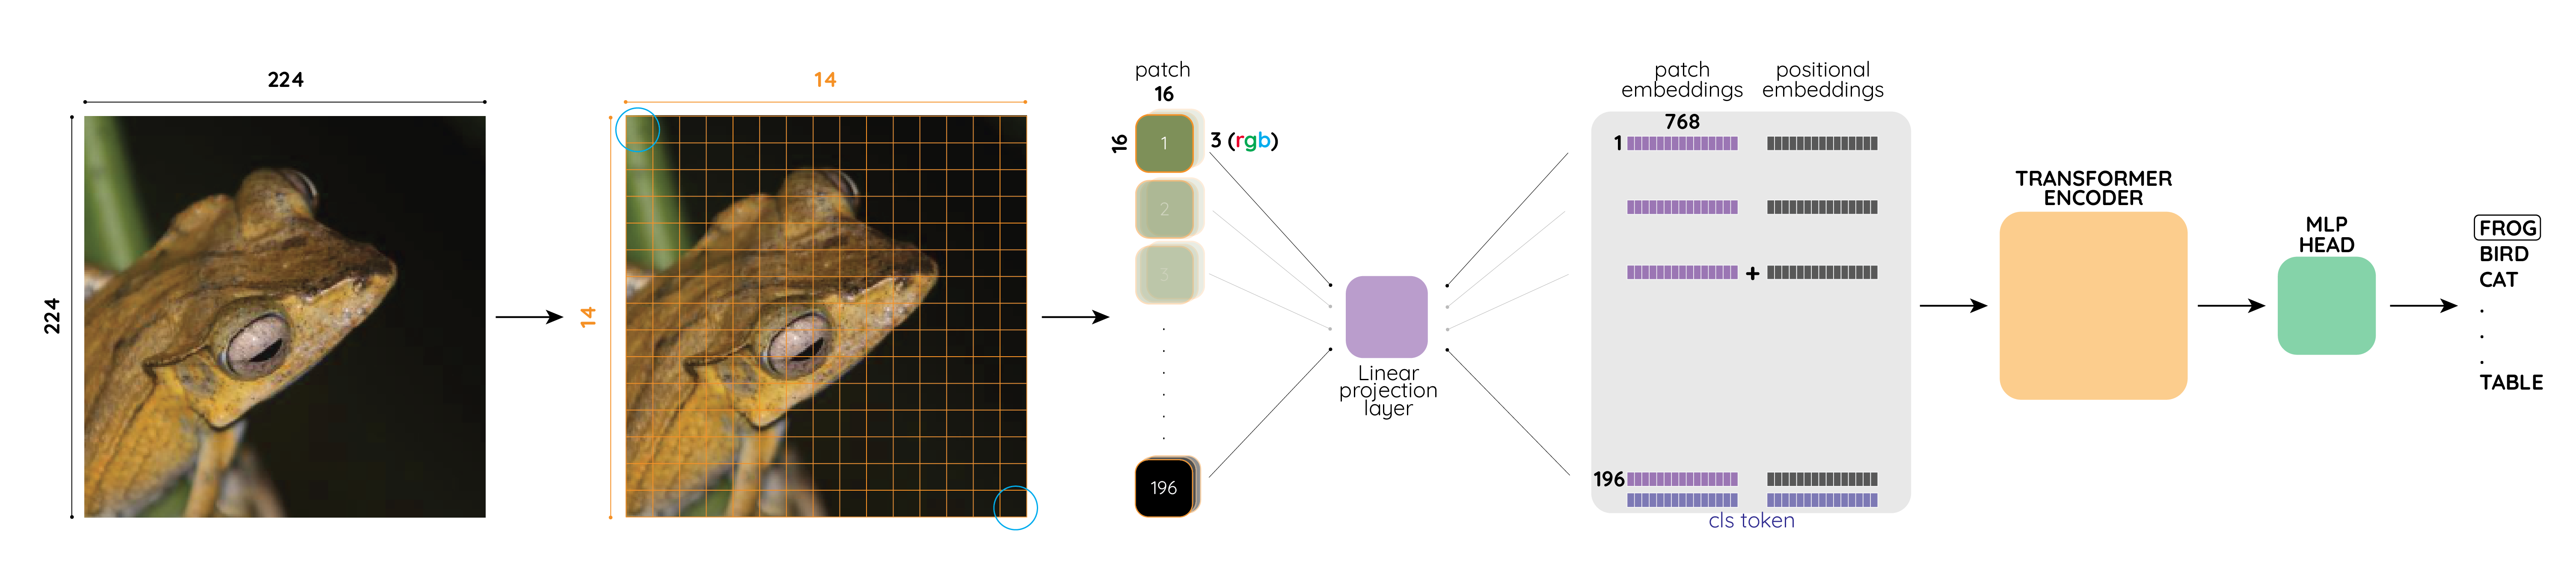 224
224
14
14
patch
16
16
3 (rgb)
1
2
3
196
Linear
projection
layer
patch
embeddings
positional
embeddings
768
1
+
196
cls token
TRANSFORMER
ENCODER
MLP
HEAD
FROG
BIRD
CAT
.
.
.
TABLE